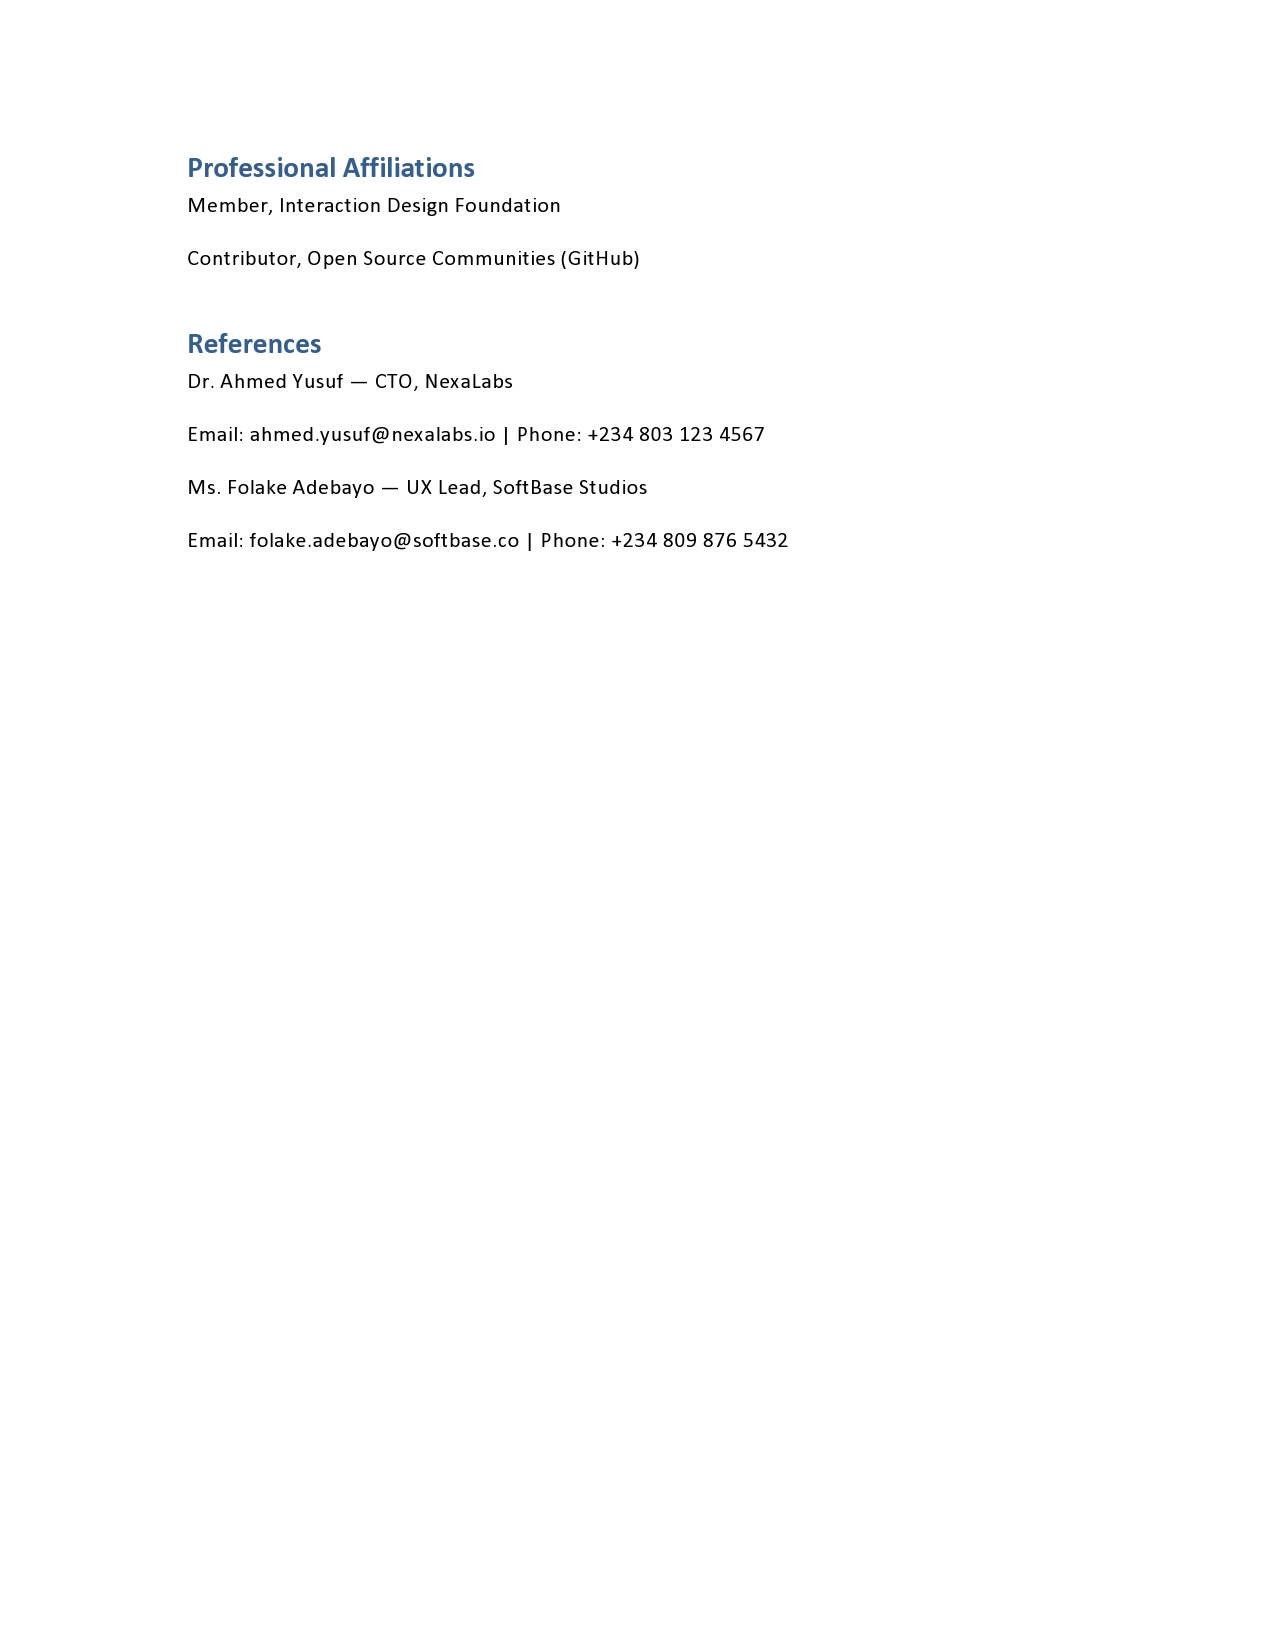 Professional Affiliations
Member, Interaction Design Foundation
Contributor, Open Source Communities (GitHub)
References
Dr. Ahmed Yusuf — CTO, NexaLabs
Email: ahmed.yusuf@nexalabs.io | Phone: +234 803 123 4567
Ms. Folake Adebayo — UX Lead, SoftBase Studios
Email: folake.adebayo@softbase.co | Phone: +234 809 876 5432